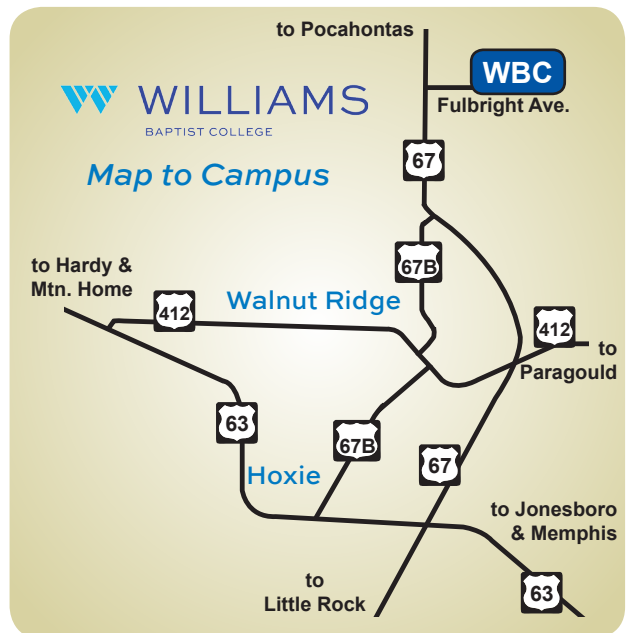 to Pocahontas
WBC
Fulbright Ave.
WILLIAMS
BAPTIST COLLEGE
Map to Campus
67
67B
to Hardy &
Mtn. Home
412
Walnut Ridge
412
to
Paragould
63
67B
67
Hoxie
to Jonesboro
& Memphis
to
Little Rock
63